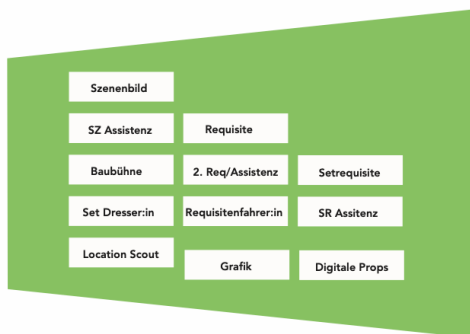 Szenenbild
SZ Assistenz
Requisite
Baubühne
2. Req/Assistenz
Setrequisite
Set Dresser:in
Requisitenfahrer:in
SR Assitenz
Location Scout
Grafik
Digitale Props